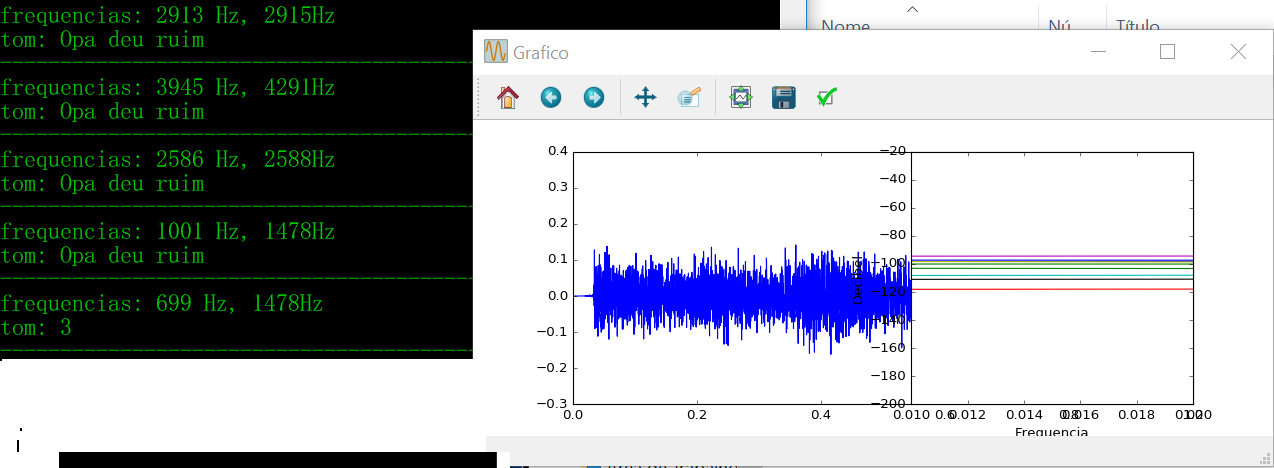 frequencias: 2913 Hz, 2915Hz
tom: Opa deu ruim
------------------------------------------
frequencias: 3945 Hz, 4291Hz
tom: Opa deu ruim
------------------------------------------
frequencias: 2586 Hz, 2588Hz
tom: Opa deu ruim
------------------------------------------
frequencias: 1001 Hz, 1478Hz
tom: Opa deu ruim
------------------------------------------
frequencias: 699 Hz, 1478Hz
tom: 3
------------------------------------------
Nome Nú Título
Grafico
0.4
0.3
0.2
0.1
0.0
−0.1
−0.2
−0.3
0.0 0.2 0.4 0.6 0.8 1.0
−20
−40
−60
−80
−100
−120
−140
−160
−180
−200
0.010 0.012 0.014 0.016 0.018 0.020
Decibel
Frequencia